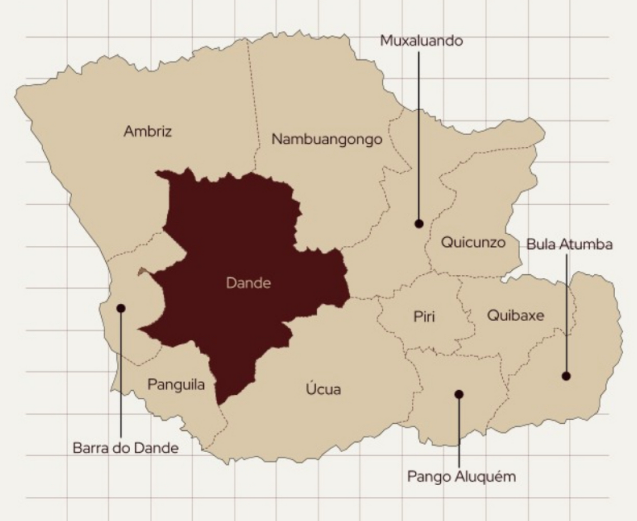 Muxaluando
Ambriz
Nambuangongo
Quicunzo
Bula Atumba
Dande
Piri
Quibaxe
Panguila
Úcua
Barra do Dande
Pango Aluquém